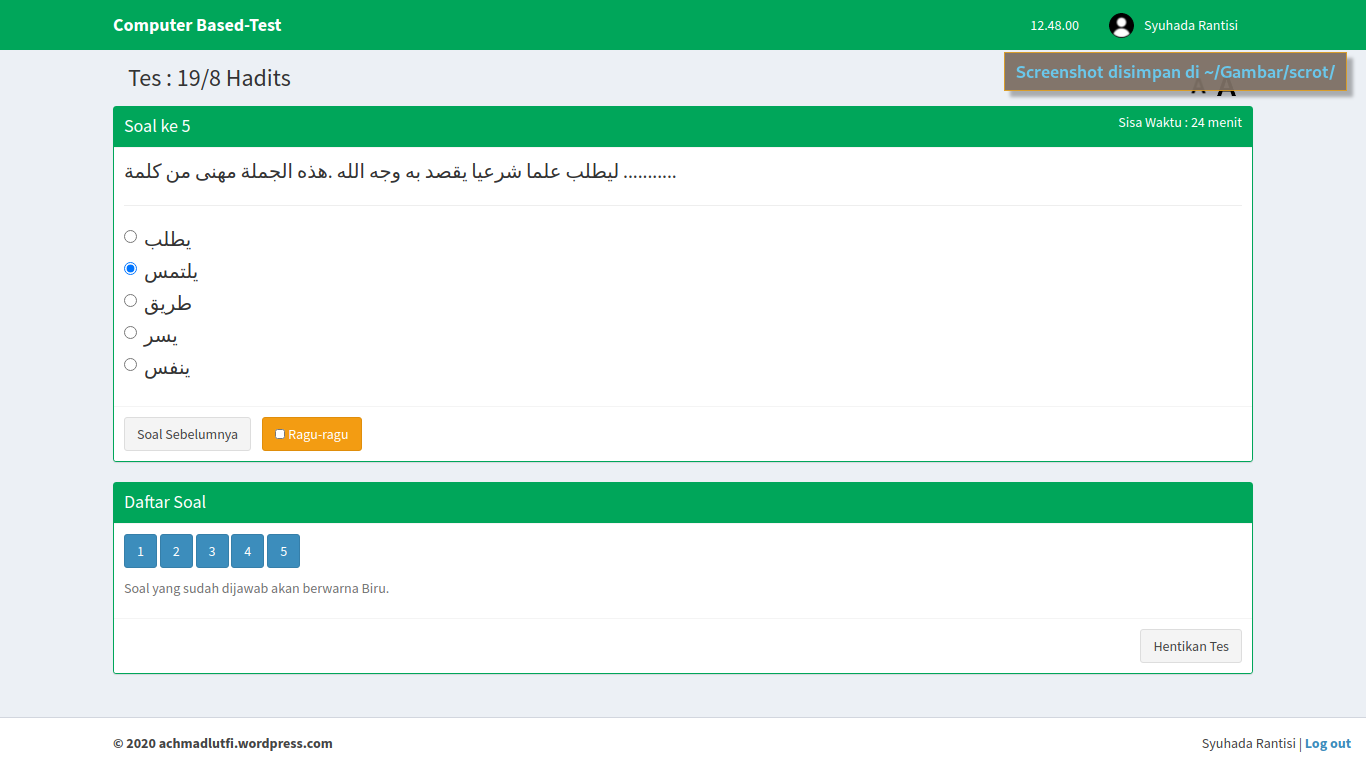 Computer Based-Test
12.48.00
Syuhada Rantisi
Tes : 19/8 Hadits
Screenshot disimpan di ~/Gambar/scrot/
A A
Soal ke 5
Sisa Waktu : 24 menit
ليطلب علما شرعيا يقصد به وجه الله .هذه الجملة مهنى من كلمة ...........
يطلب
يلتمس
طريق
يسر
ينفس
Soal Sebelumnya
Ragu-ragu
Daftar Soal
1 2 3 4 5
Soal yang sudah dijawab akan berwarna Biru.
Hentikan Tes
© 2020 achmadlutfi.wordpress.com
Syuhada Rantisi | Log out